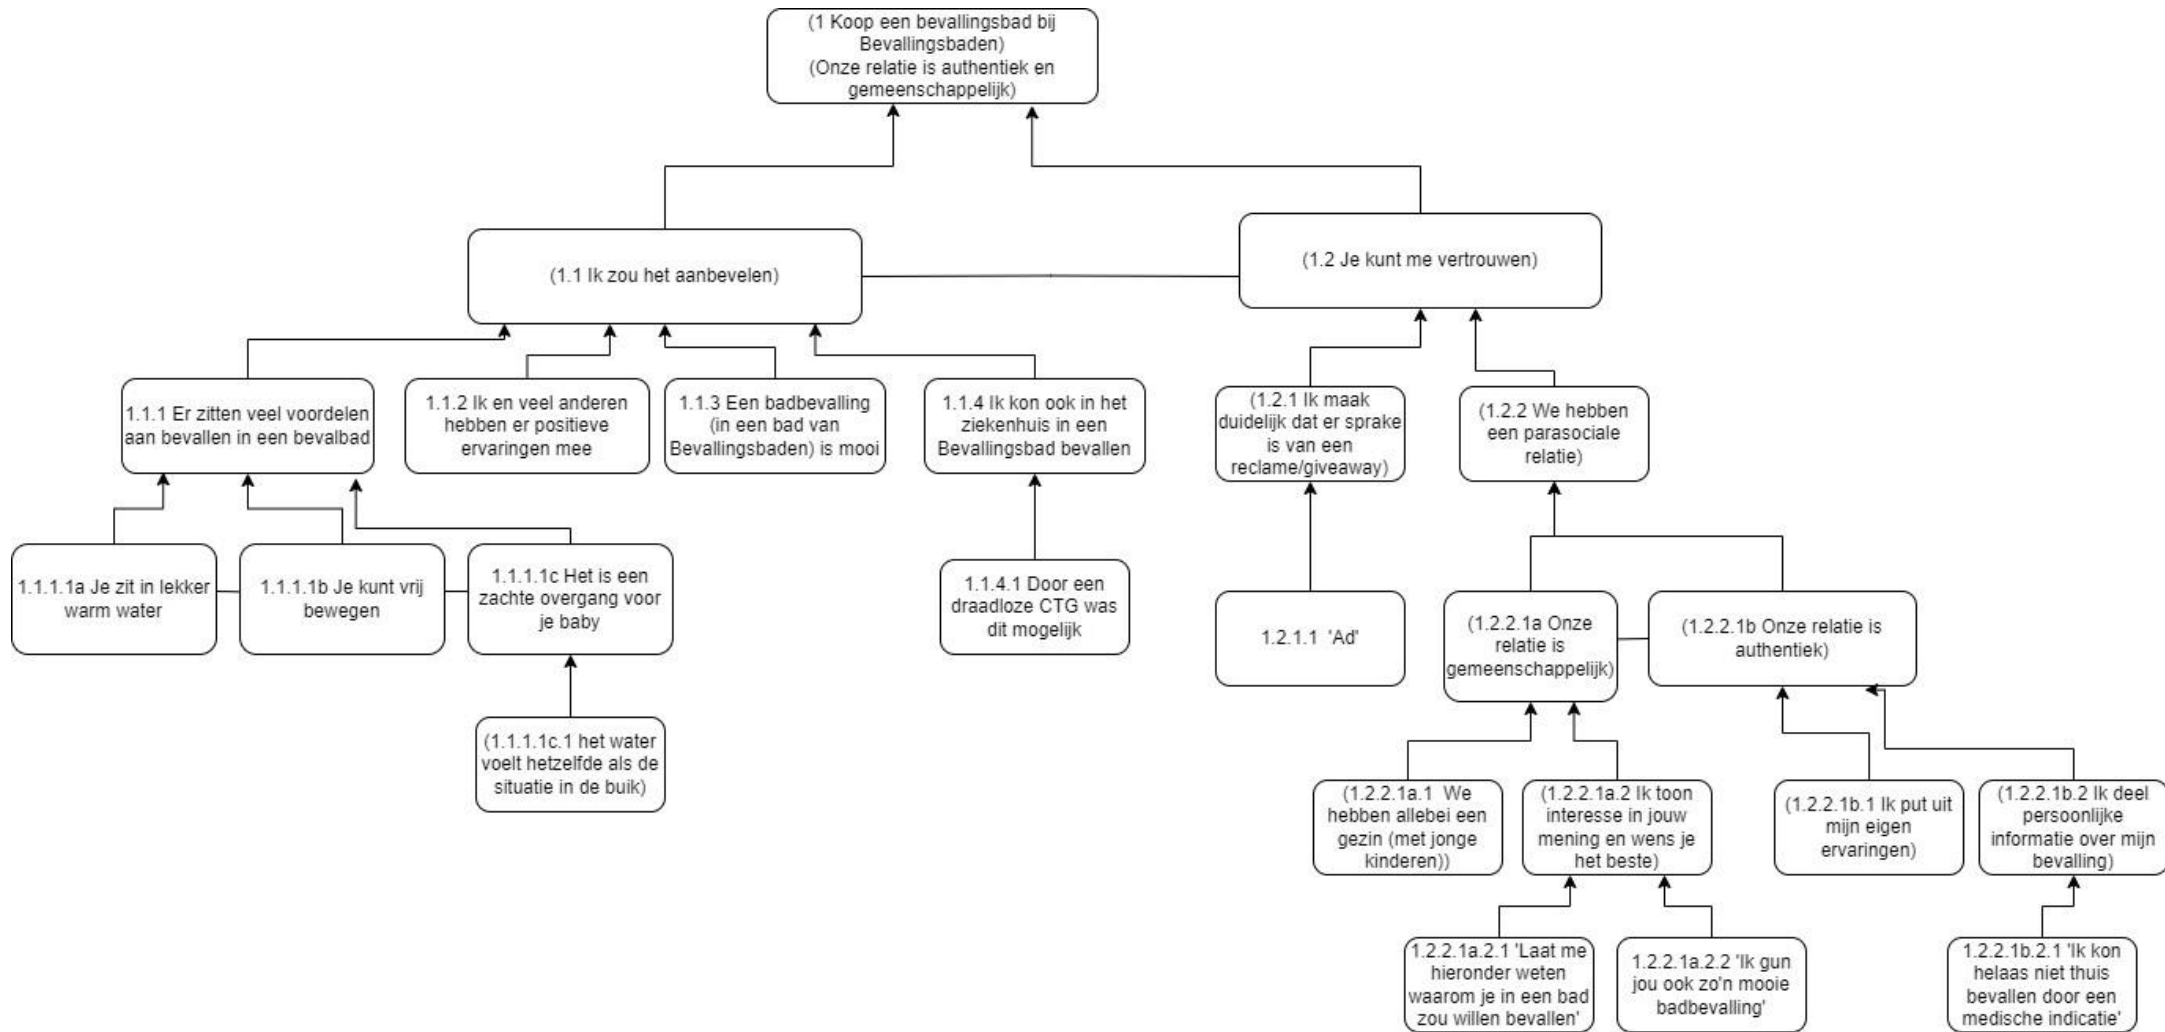 (1 Koop een bevallingsbad bij
Bevallingsbaden)
(Onze relatie is authentiek en
gemeenschappelijk)
(1.1 Ik zou het aanbevelen)
(1.2 Je kunt me vertrouwen)
1.1.1 Er zitten veel voordelen
aan bevallen in een bevalbad
1.1.2 Ik en veel anderen
hebben er positieve
ervaringen mee
1.1.3 Een badbevalling
(in een bad van
Bevallingsbaden) is mooi
1.1.4 Ik kon ook in het
ziekenhuis in een
Bevallingsbad bevallen
(1.2.1 Ik maak
duidelijk dat er sprake
is van een
reclame/giveaway)
(1.2.2 We hebben
een parasociale
relatie)
1.1.1.1a Je zit in lekker
warm water
1.1.1.1b Je kunt vrij
bewegen
1.1.1.1c Het is een
zachte overgang voor
je baby
1.1.4.1 Door een
draadloze CTG was
dit mogelijk
1.2.1.1 'Ad'
(1.2.2.1a Onze
relatie is
gemeenschappelijk)
(1.2.2.1b Onze relatie is
authentiek)
(1.1.1.1c.1 het water
voelt hetzelfde als de
situatie in de buik)
(1.2.2.1a.1 We
hebben allebei een
gezin (met jonge
kinderen))
(1.2.2.1a.2 Ik toon
interesse in jouw
mening en wens je
het beste)
(1.2.2.1b.1 Ik put uit
mijn eigen
ervaringen)
(1.2.2.1b.2 Ik deel
persoonlijke
informatie over mijn
bevalling)
1.2.2.1a.2.1 'Laat me
hieronder weten
waarom je in een bad
zou willen bevallen'
1.2.2.1a.2.2 'Ik gun
jou ook zo'n mooie
badbevalling'
1.2.2.1b.2.1 'Ik kon
helaas niet thuis
bevallen door een
medische indicatie'